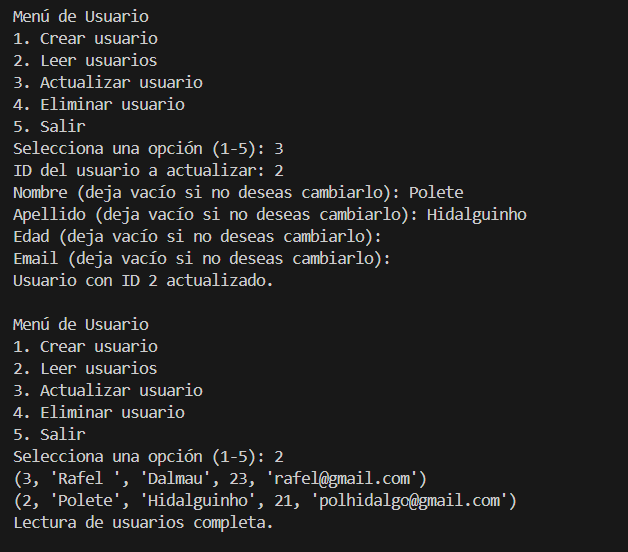 Menú de Usuario
1. Crear usuario
2. Leer usuarios
3. Actualizar usuario
4. Eliminar usuario
5. Salir
Selecciona una opción (1-5): 3
ID del usuario a actualizar: 2
Nombre (deja vacío si no deseas cambiarlo): Polete
Apellido (deja vacío si no deseas cambiarlo): Hidalguinho
Edad (deja vacío si no deseas cambiarlo):
Email (deja vacío si no deseas cambiarlo):
Usuario con ID 2 actualizado.

Menú de Usuario
1. Crear usuario
2. Leer usuarios
3. Actualizar usuario
4. Eliminar usuario
5. Salir
Selecciona una opción (1-5): 2
(3, 'Rafel ', 'Dalmau', 23, 'rafel@gmail.com')
(2, 'Polete', 'Hidalguinho', 21, 'polhidalgo@gmail.com')
Lectura de usuarios completa.